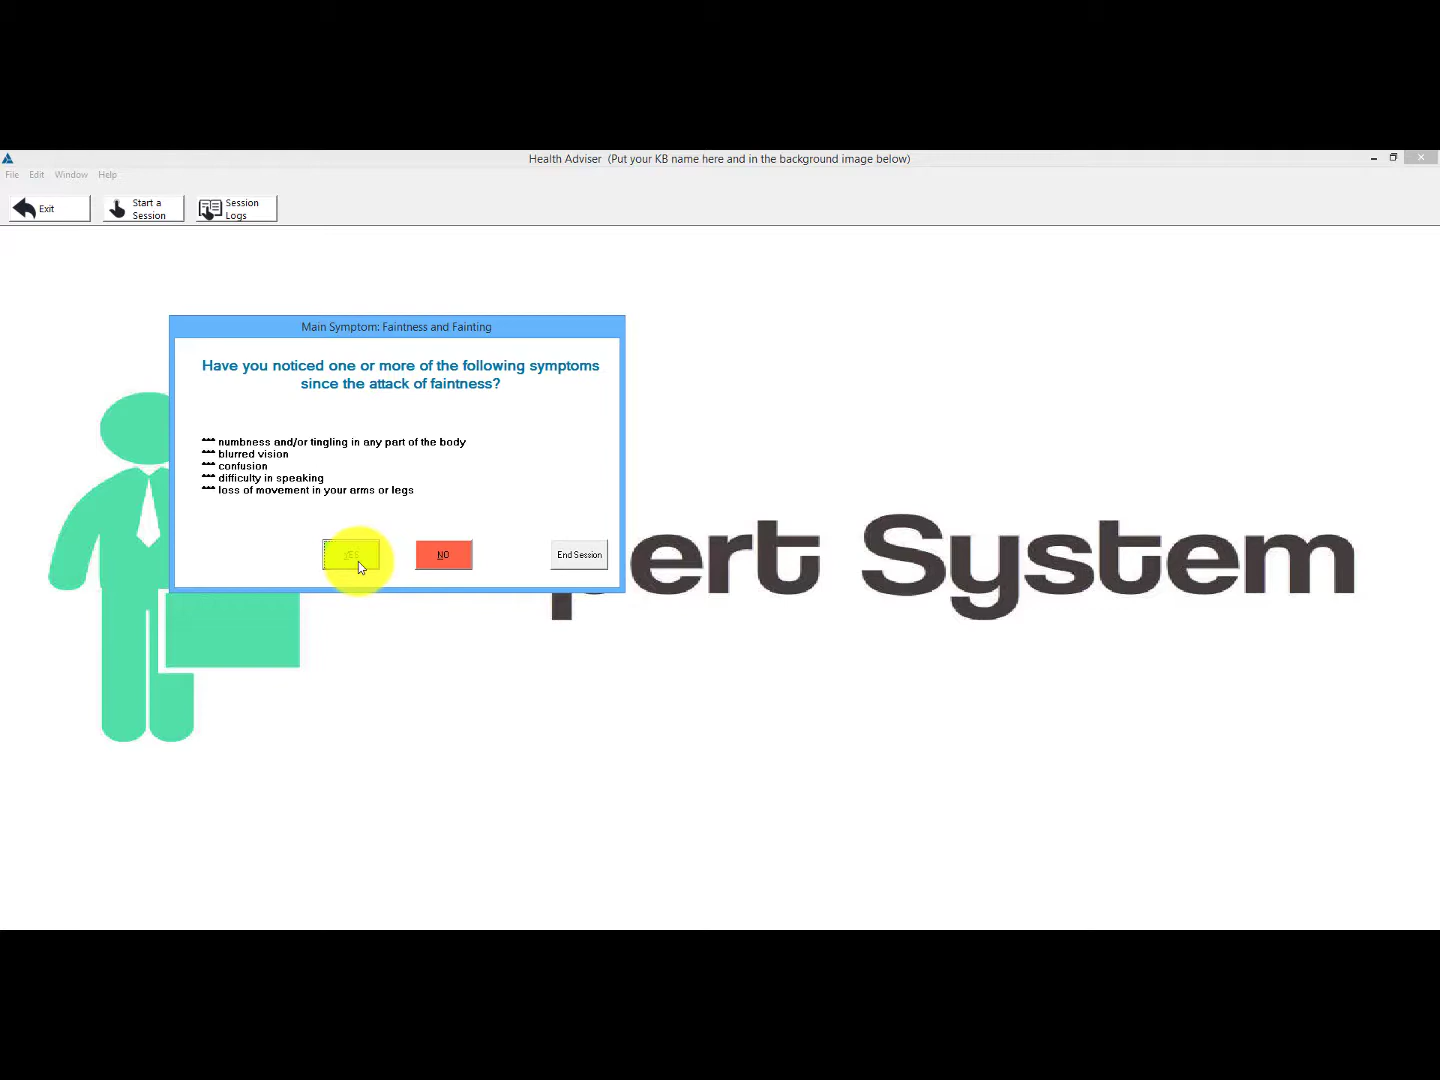 Health Adviser (Put your KB name here and in the background image below)
File Edit Window Help
Exit
Start a
Session
Session
Logs
Main Symptom: Faintness and Fainting
Have you noticed one or more of the following symptoms
since the attack of faintness?
*** numbness and/or tingling in any part of the body
*** blurred vision
*** confusion
*** difficulty in speaking
*** loss of movement in your arms or legs
YES NO End Session
pert System